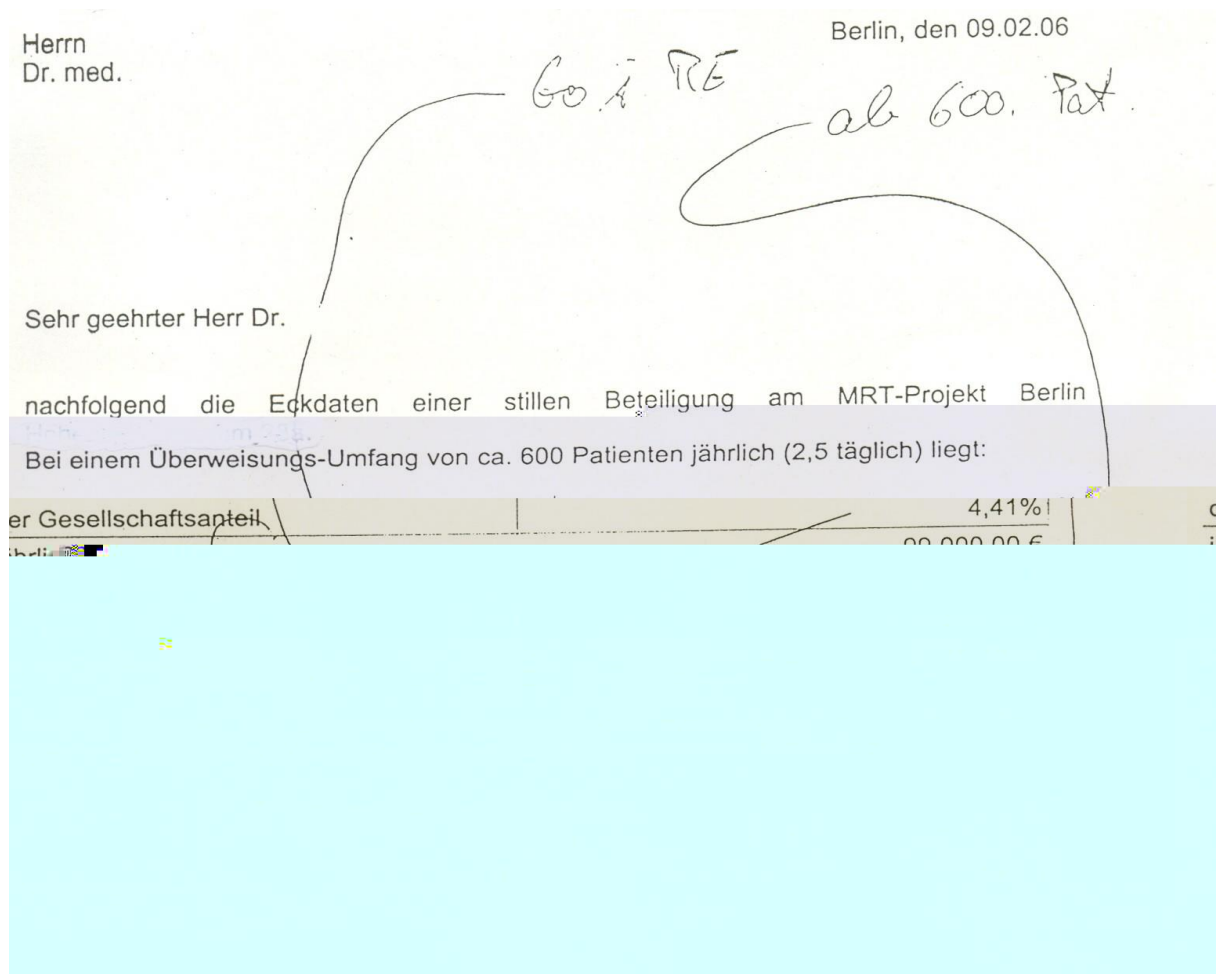 Herrn
Dr. med.
Berlin, den 09.02.06
ab 600. Pat.
Sehr geehrter Herr Dr.
nachfolgend die Eckdaten einer stillen Beteiligung am MRT-Projekt Berlin
Bei einem Überweisungs-Umfang von ca. 600 Patienten jährlich (2,5 täglich) liegt:
er Gesellschaftsanteil 4,41%